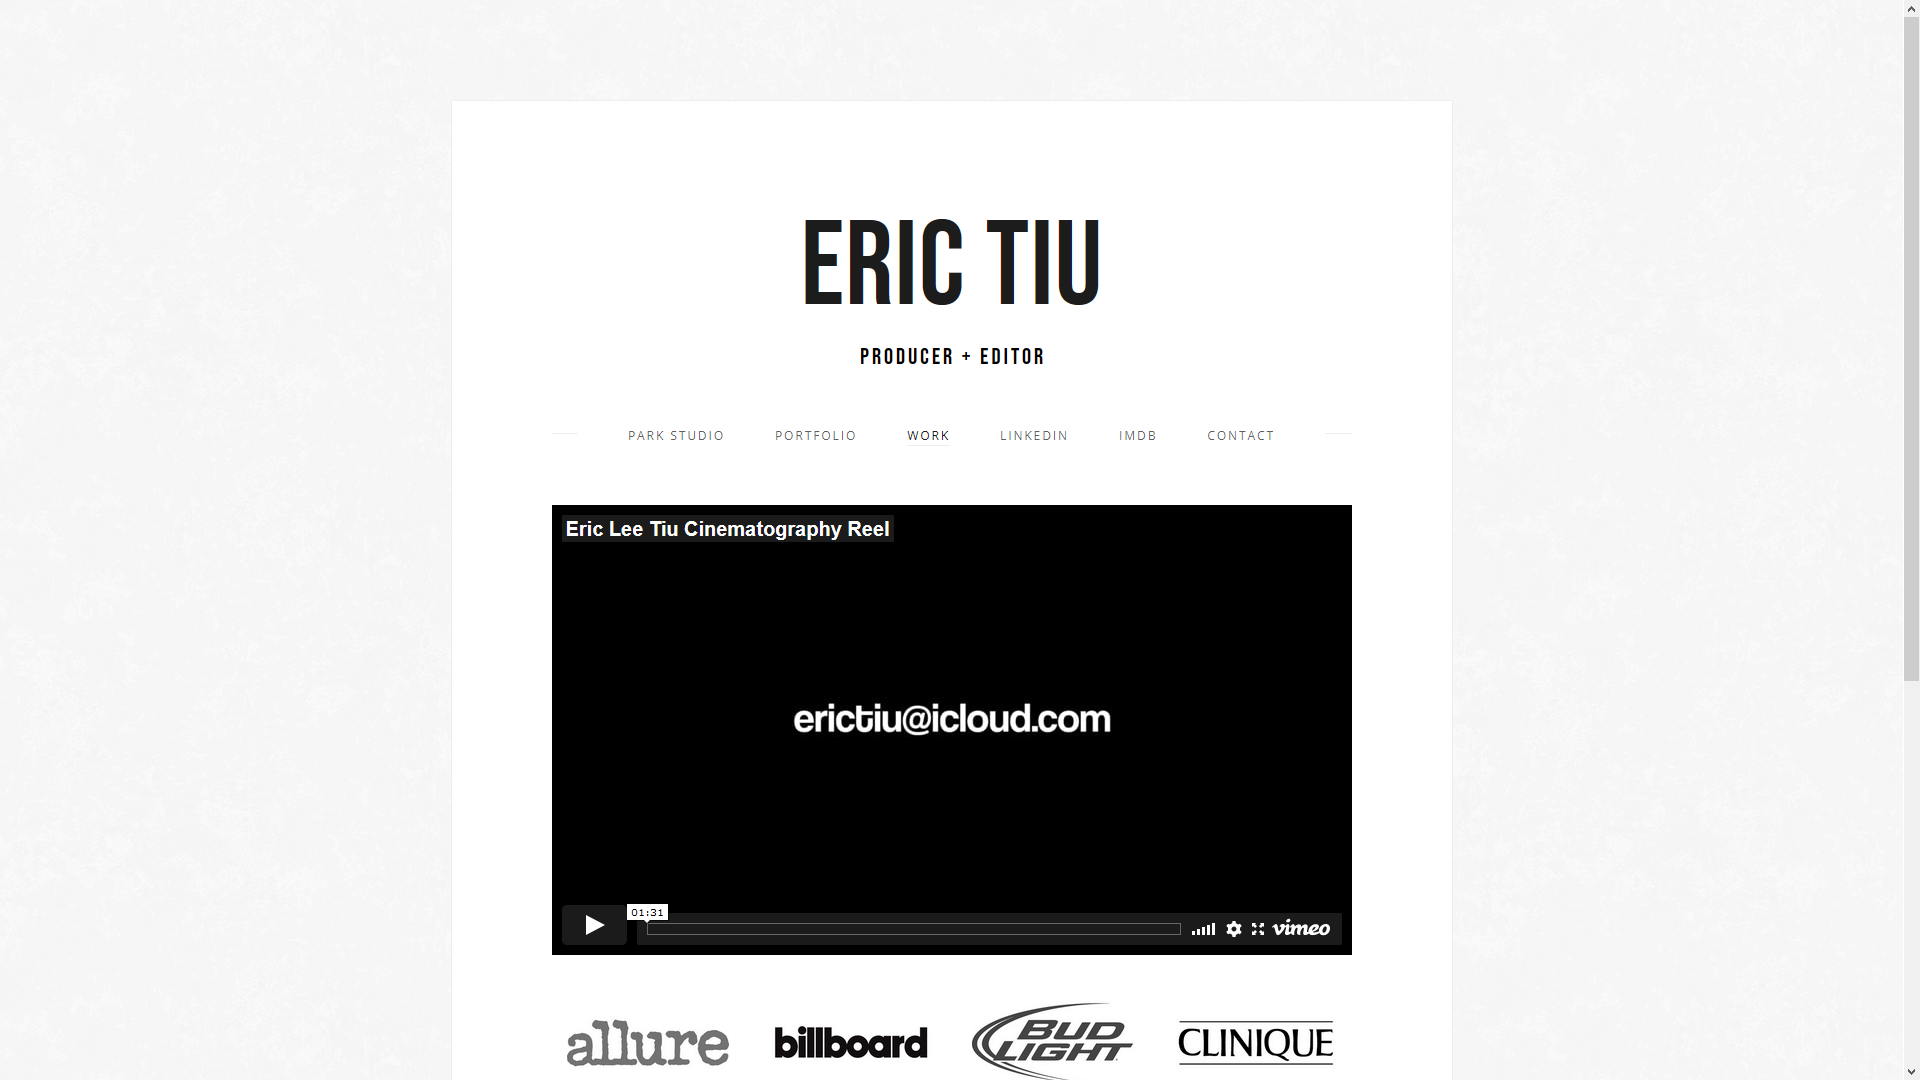 ERIC TIU
PRODUCER + EDITOR
PARK STUDIO PORTFOLIO WORK LINKEDIN IMDB CONTACT
Eric Lee Tiu Cinematography Reel
erictiu@icloud.com
01:31
vimeo
allure billboard BUD LIGHT CLINIQUE